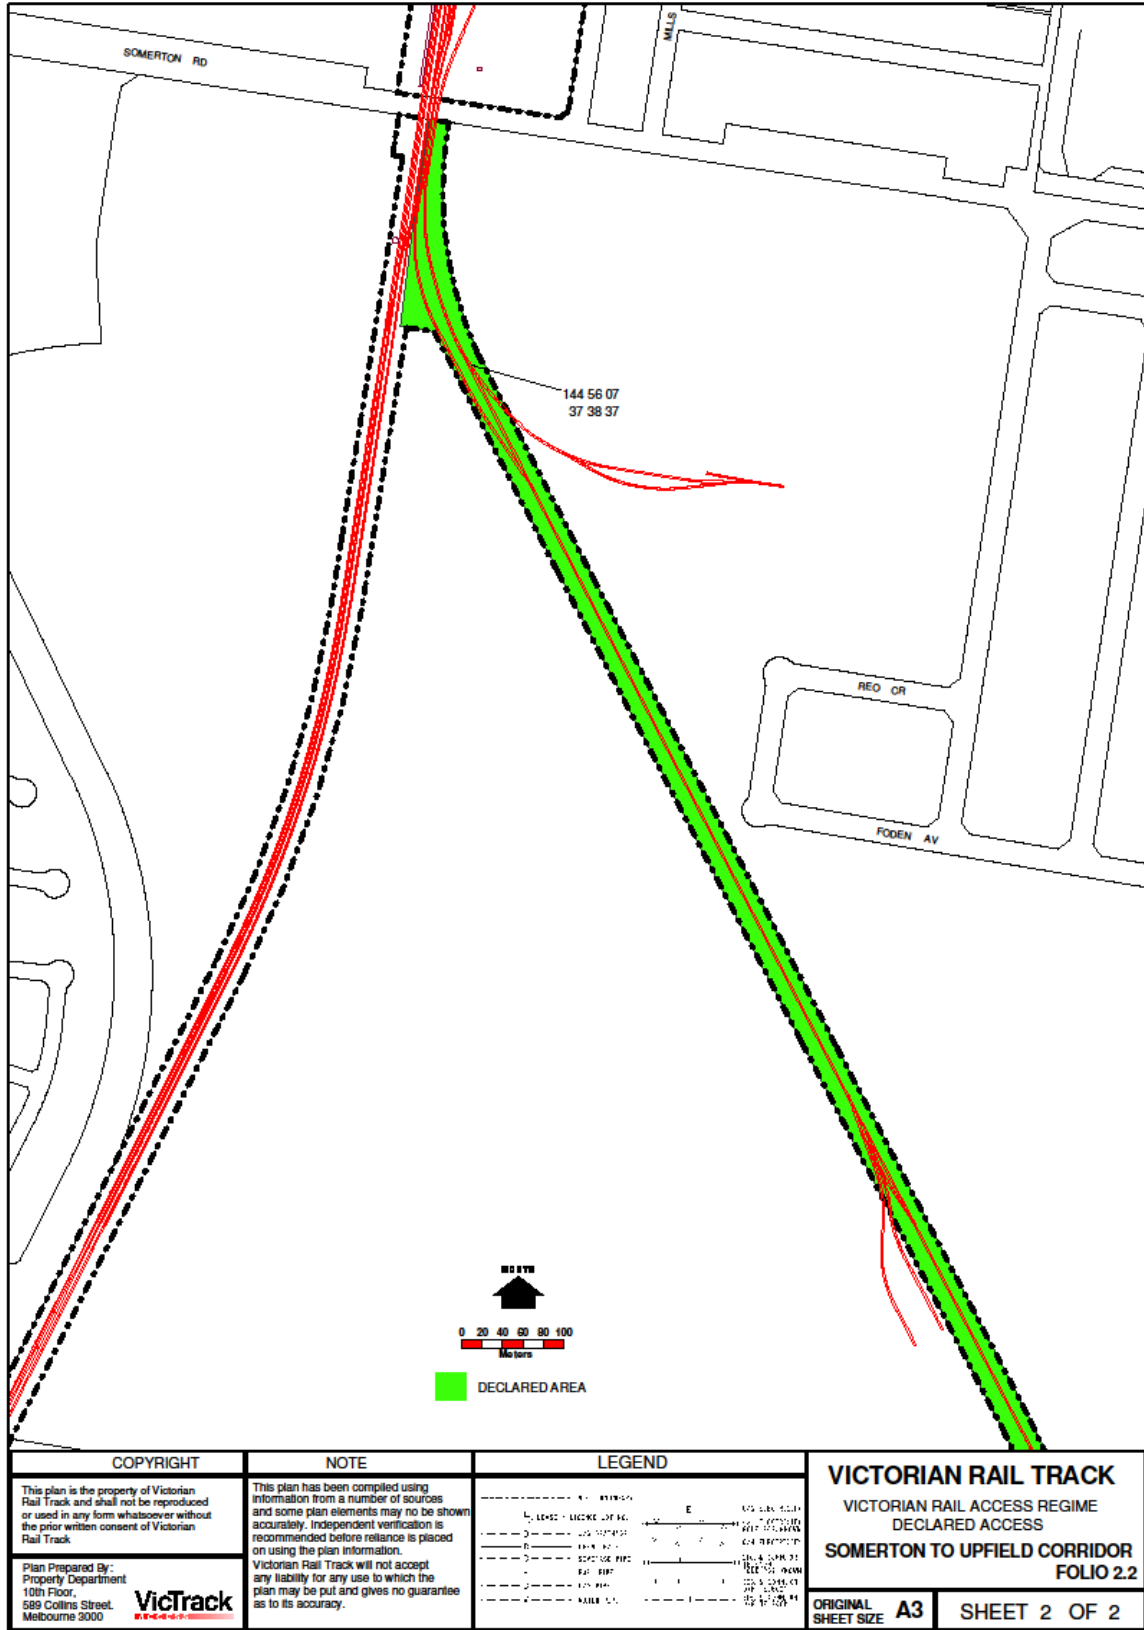 SOMERTON RD
MILLS
144 56 07
37 38 37
REO CR
FODEN AV
NORTH
0 20 40 60 80 100
Meters
DECLARED AREA
COPYRIGHT
This plan is the property of Victorian
Rail Track and shall not be reproduced
or used in any form whatsoever without
the prior written consent of Victorian
Rail Track
Plan Prepared By:
Property Department
10th Floor,
589 Collins Street.
Melbourne 3000
VicTrack
NOTE
This plan has been compiled using
information from a number of sources
and some plan elements may no be shown
accurately. Independent verification is
recommended before reliance is placed
on using the plan information.
Victorian Rail Track will not accept
any liability for any use to which the
plan may be put and gives no guarantee
as to its accuracy.
LEGEND
VICTORIAN RAIL TRACK
VICTORIAN RAIL ACCESS REGIME
DECLARED ACCESS
SOMERTON TO UPFIELD CORRIDOR
FOLIO 2.2
ORIGINAL
SHEET SIZE A3
SHEET 2 OF 2